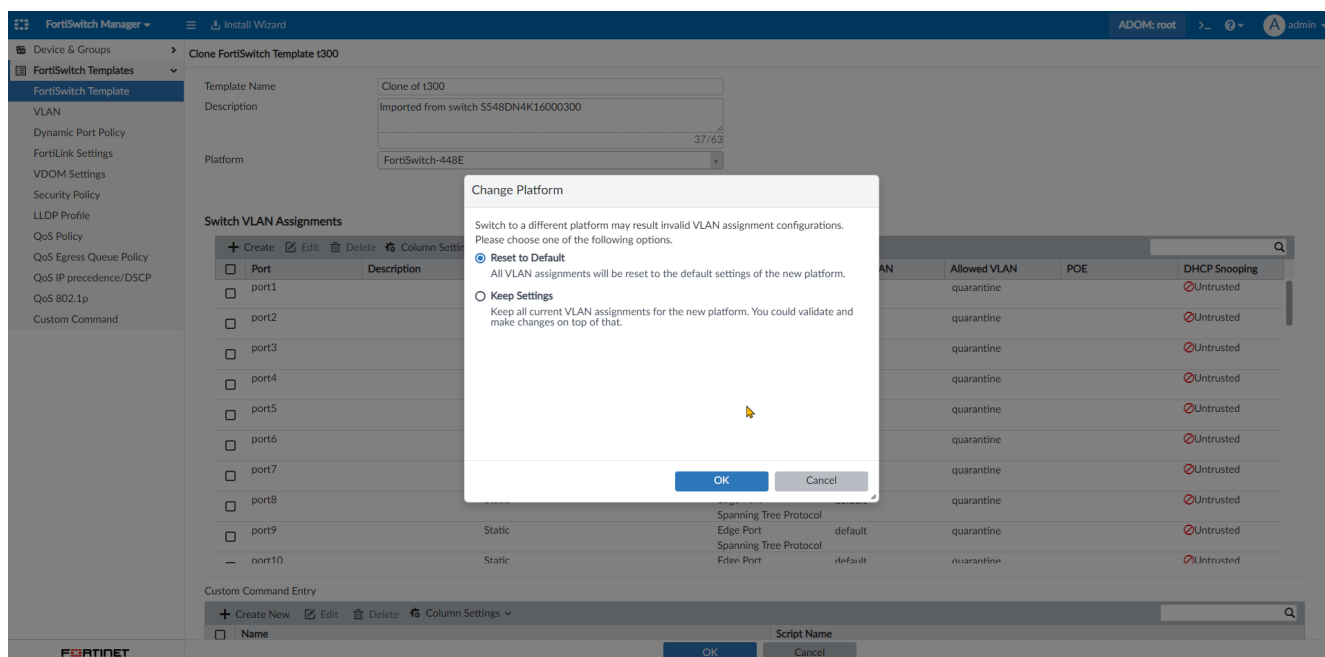 FortiSwitch Manager
Install Wizard
ADOM: root
>_
?
A
admin
Device & Groups
FortiSwitch Templates
FortiSwitch Template
VLAN
Dynamic Port Policy
FortiLink Settings
VDOM Settings
Security Policy
LLDP Profile
QoS Policy
QoS Egress Queue Policy
QoS IP precedence/DSCP
QoS 802.1p
Custom Command
FORTINET
Clone FortiSwitch Template t300
Template Name
Clone of t300
Description
Imported from switch S548DN4K16000300
37/63
Platform
FortiSwitch-448E
Switch VLAN Assignments
Create Edit Delete Column Settin
Port Description AN Allowed VLAN POE DHCP Snooping
port1 quarantine Untrusted
port2 quarantine Untrusted
port3 quarantine Untrusted
port4 quarantine Untrusted
port5 quarantine Untrusted
port6 quarantine Untrusted
port7 quarantine Untrusted
port8 quarantine Untrusted
Spanning Tree Protocol
port9 Static Edge Port default quarantine Untrusted
Spanning Tree Protocol
port10 Static Edge Port default quarantine Untrusted
Custom Command Entry
Create New Edit Delete Column Settings
Name Script Name
OK Cancel
Change Platform
Switch to a different platform may result invalid VLAN assignment configurations.
Please choose one of the following options.
Reset to Default
All VLAN assignments will be reset to the default settings of the new platform.
Keep Settings
Keep all current VLAN assignments for the new platform. You could validate and
make changes on top of that.
OK Cancel